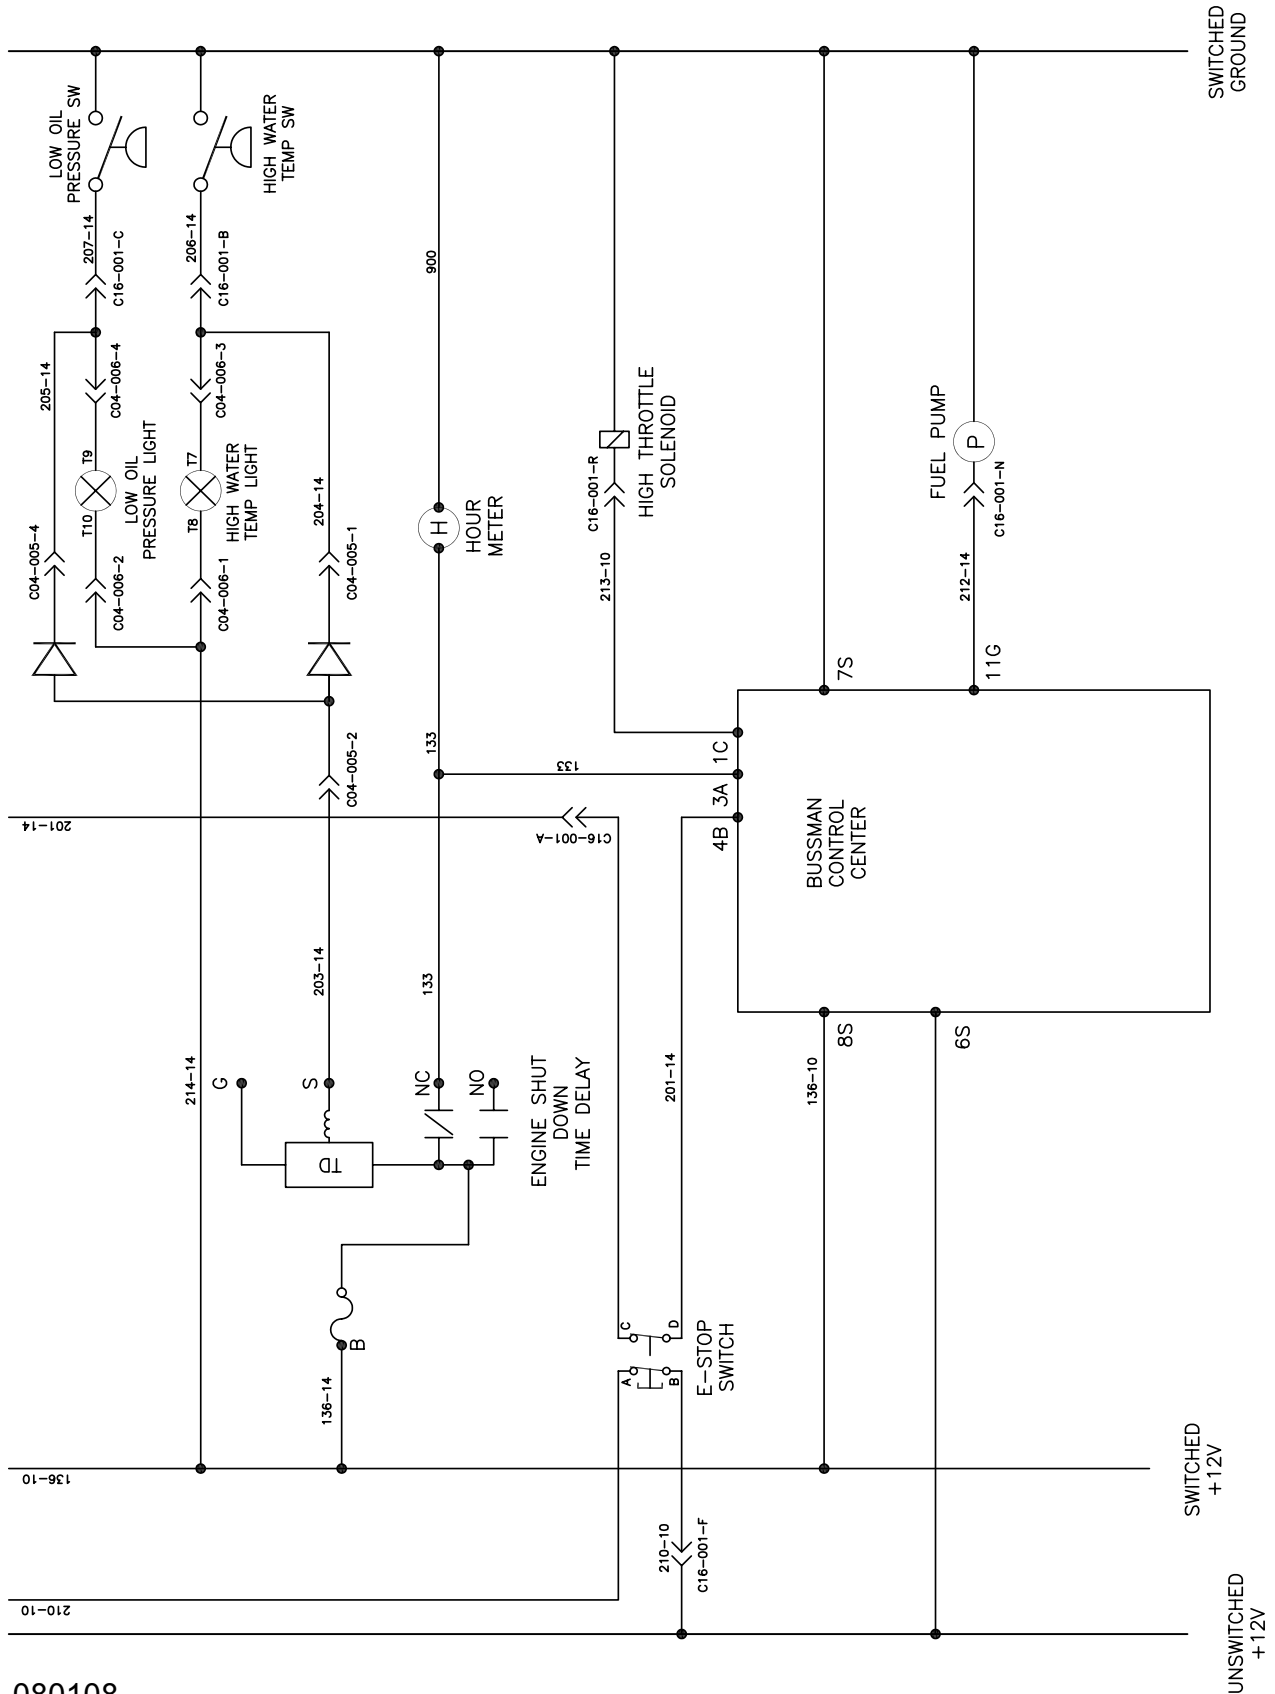 SWITCHED
GROUND
LOW OIL
PRESSURE SW
HIGH WATER
TEMP SW
207-14
C16-001-C
206-14
C16-001-B
900
205-14
C04-006-4
C04-006-3
T9
T10
LOW OIL
PRESSURE LIGHT
T7
T8
HIGH WATER
TEMP LIGHT
204-14
C04-005-4
C04-006-2
C04-006-1
C04-005-1
H
HOUR
METER
C16-001-R
HIGH THROTTLE
SOLENOID
213-10
FUEL PUMP
P
C16-001-N
212-14
7S
11G
133
133
1C
3A
4B
C04-005-2
201-14
C16-001-A
BUSSMAN
CONTROL
CENTER
203-14
133
214-14
G
S
NC
NO
TD
ENGINE SHUT
DOWN
TIME DELAY
201-14
136-10
8S
6S
B
136-14
C
D
A
B
E-STOP
SWITCH
136-10
SWITCHED
+12V
210-10
C16-001-F
210-10
UNSWITCHED
+12V
080108